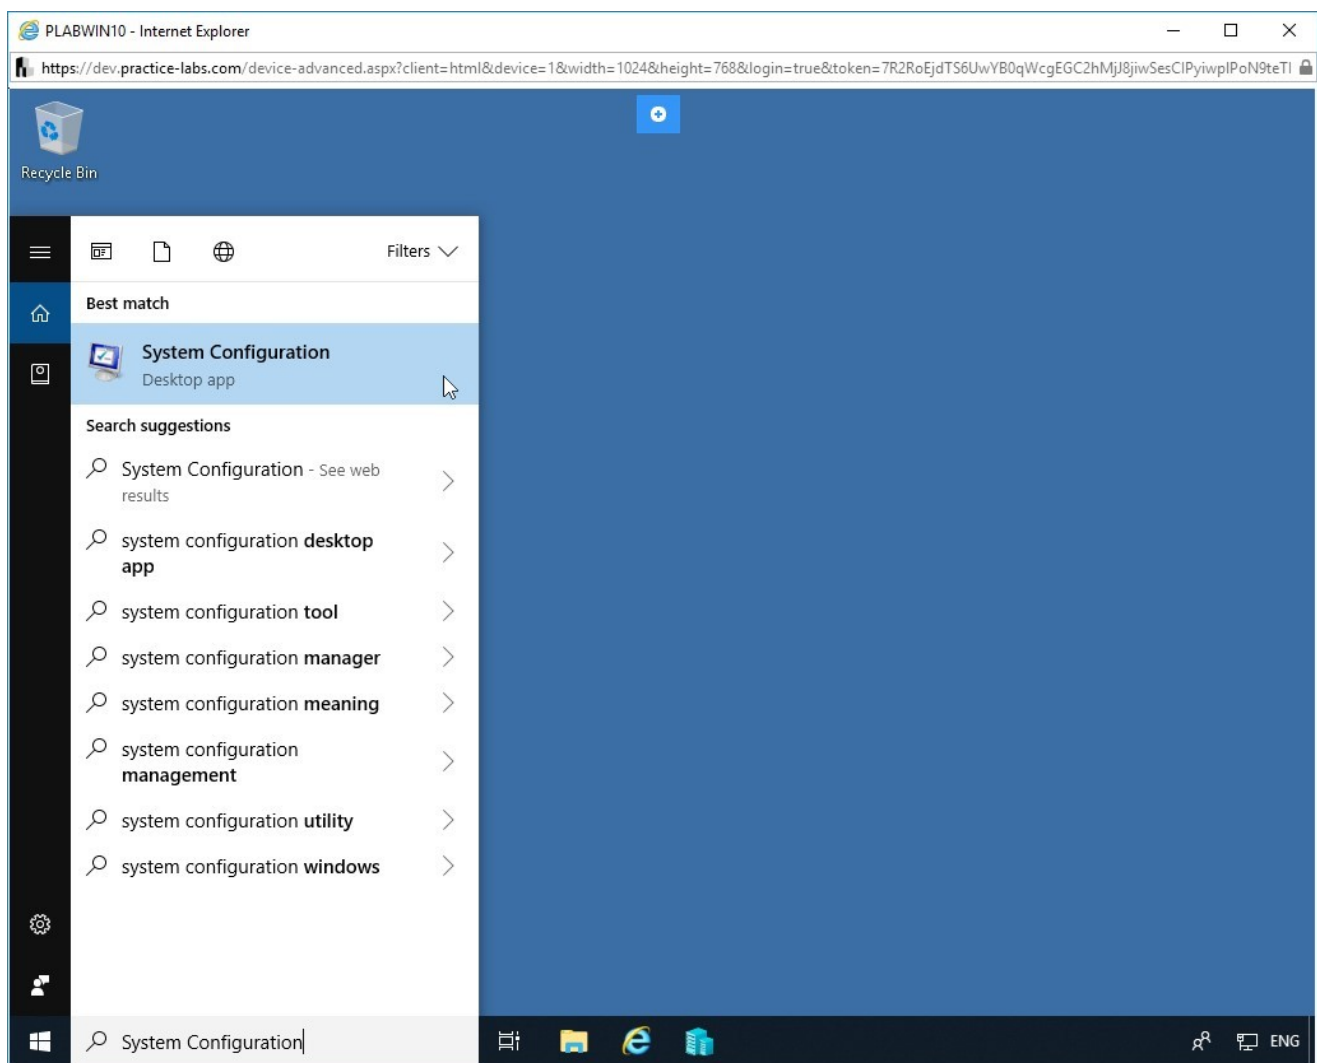 PLABWIN10 - Internet Explorer
https://dev.practice-labs.com/device-advanced.aspx?client=html&device=1&width=1024&height=768&login=true&token=7R2RoEjdTS6UwYB0qWcgEGC2hMjJ8jiwSesCIPyiwpIPoN9teTI
Recycle Bin
Filters
Best match
System Configuration
Desktop app
Search suggestions
System Configuration - See web
results
system configuration desktop
app
system configuration tool
system configuration manager
system configuration meaning
system configuration
management
system configuration utility
system configuration windows
System Configuration
ENG